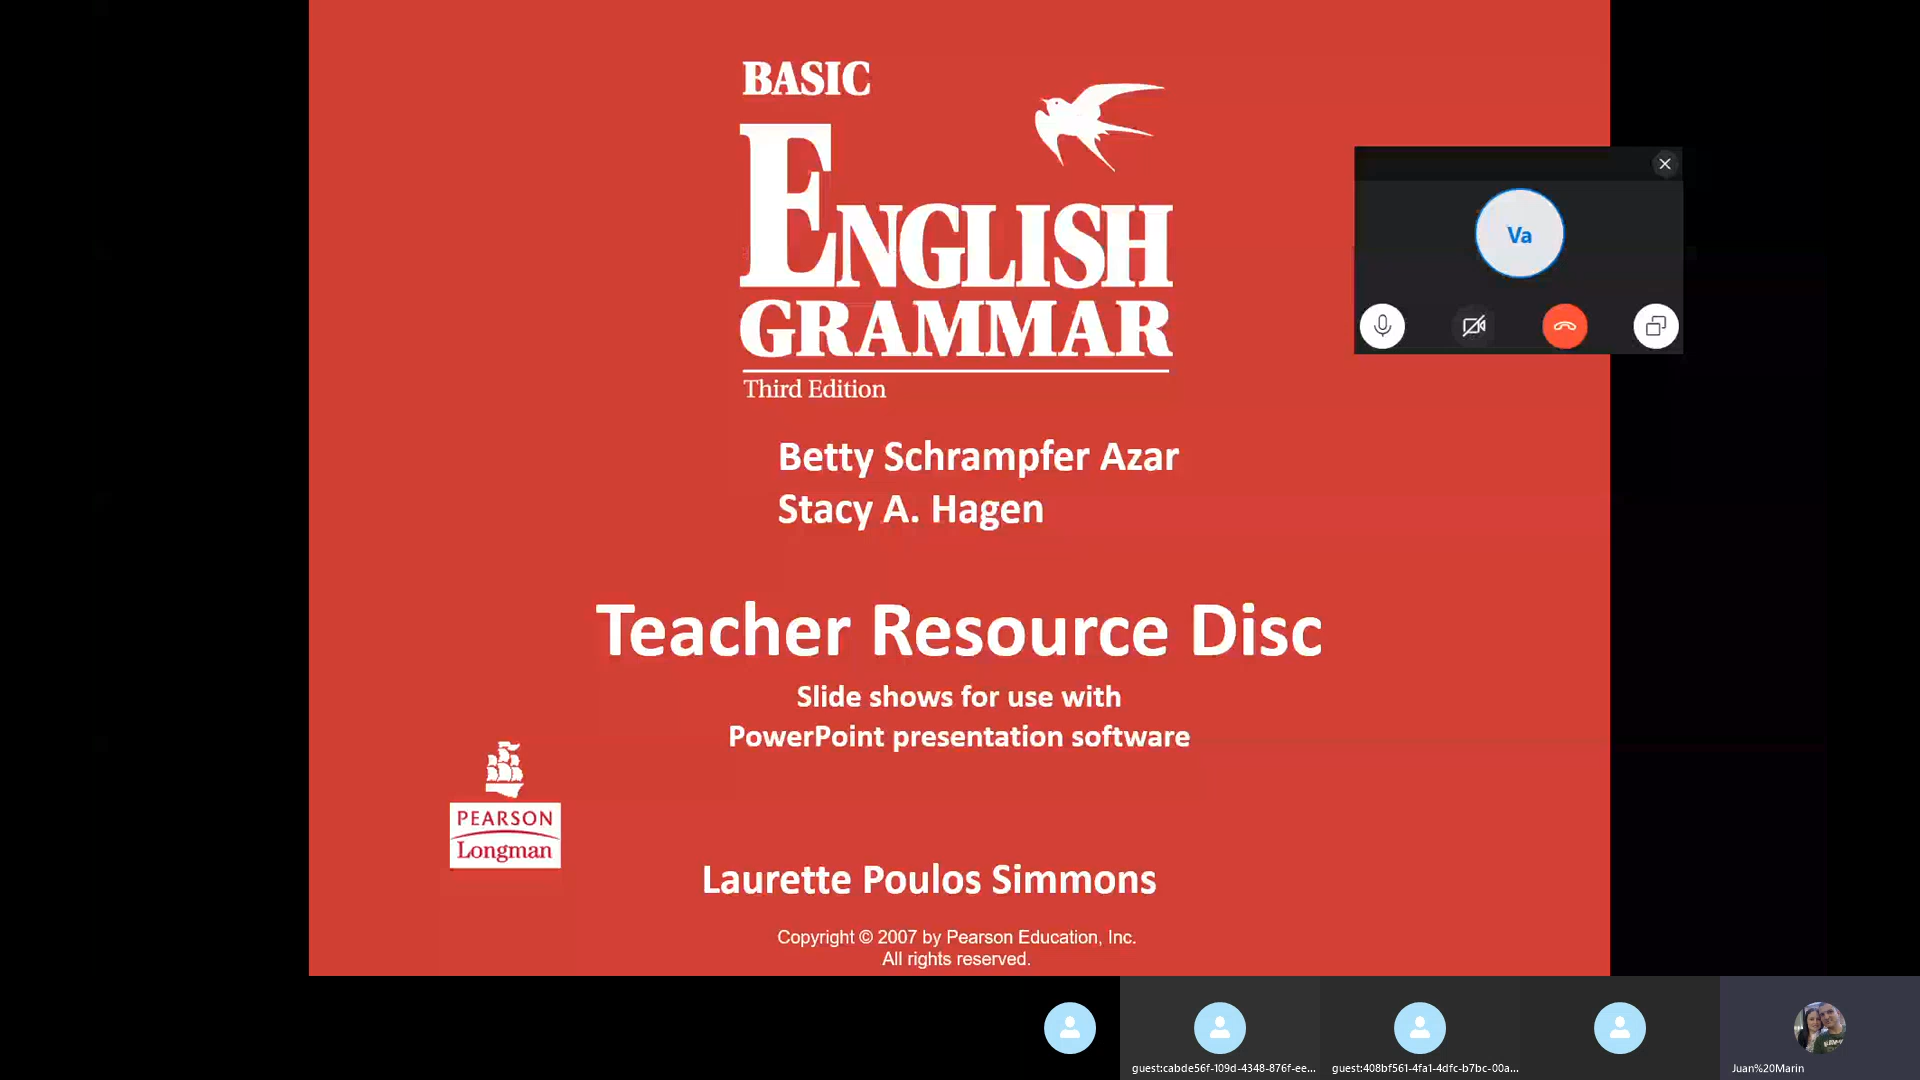 BASIC
ENGLISH
GRAMMAR
Third Edition
Va
Betty Schrampfer Azar
Stacy A. Hagen
Teacher Resource Disc
Slide shows for use with
PowerPoint presentation software
PEARSON
Longman
Laurette Poulos Simmons
Copyright © 2007 by Pearson Education, Inc.
All rights reserved.
guest:cabde56f-109d-4348-876f-ee...
guest:408bf561-4fa1-4dfc-b7bc-00a...
Juan%20Marin